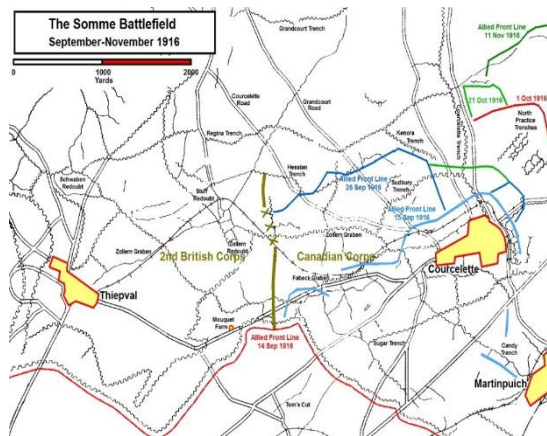 The Somme Battlefield
September-November 1916
0 1000 2000
Yards
Grandcourt Trench
Allied Front Line
11 Nov 1916
Courcelette
Road
Grandcourt
Road
21 Oct 1916
1 Oct 1916
North
Practice
Trenches
Regina Trench
Kenora
Trench
Courcelette Trench
Hessian
Trench
Schwaben
Redoubt
Stuff
Redoubt
Allied Front Line
26 Sep 1916
Sudbury
Trench
Allied Front Line
15 Sep 1916
Zollern Graben
Zollern
Redoubt
Zollern Graben
2nd British Corps
Canadian Corps
Courcelette
Fabeck Graben
Thiepval
Mouquet
Farm
Allied Front Line
14 Sep 1916
Sugar Trench
Candy
Trench
Martinpuich
Tom's Cut